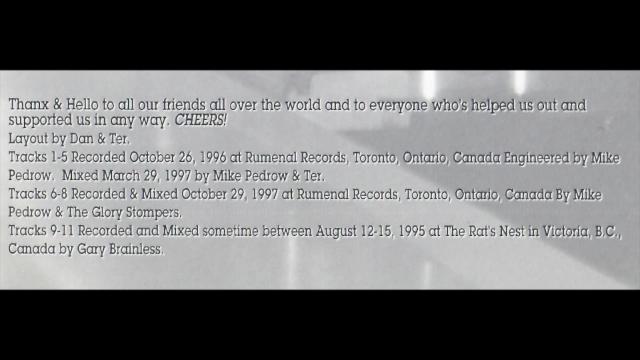 Thanx & Hello to all our friends all over the world and to everyone who's helped us out and
supported us in any way. CHEERS!
Layout by Dan & Ter.
Tracks 1-5 Recorded October 26, 1996 at Rumenal Records, Toronto, Ontario, Canada Engineered by Mike
Pedrow. Mixed March 29, 1997 by Mike Pedrow & Ter.
Tracks 6-8 Recorded & Mixed October 29, 1997 at Rumenal Records, Toronto, Ontario, Canada By Mike
Pedrow & The Glory Stompers.
Tracks 9-11 Recorded and Mixed sometime between August 12-15, 1995 at The Rat's Nest in Victoria, B.C.,
Canada by Gary Brainless.